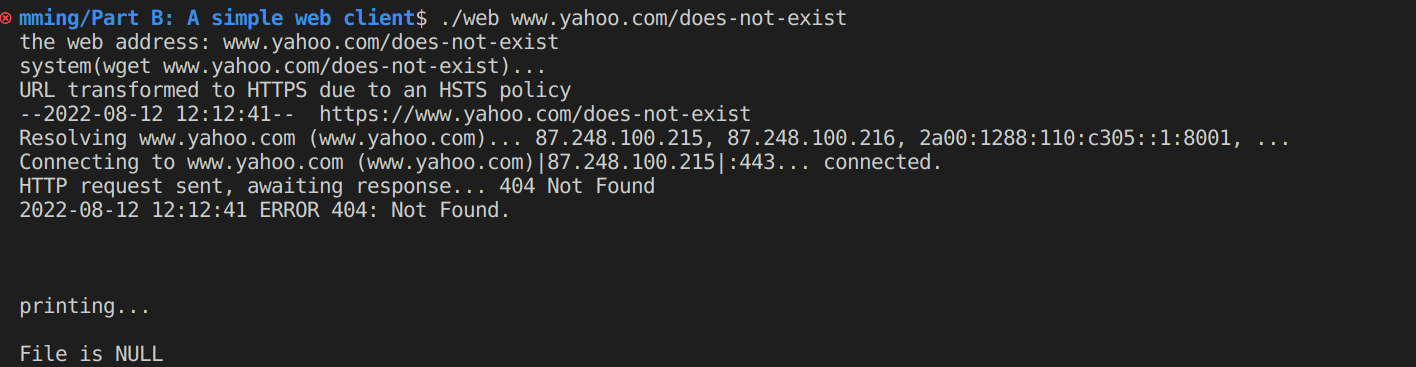 mming/Part B: A simple web client$ ./web www.yahoo.com/does-not-exist
the web address: www.yahoo.com/does-not-exist
system(wget www.yahoo.com/does-not-exist)...
URL transformed to HTTPS due to an HSTS policy
--2022-08-12 12:12:41--  https://www.yahoo.com/does-not-exist
Resolving www.yahoo.com (www.yahoo.com)... 87.248.100.215, 87.248.100.216, 2a00:1288:110:c305::1:8001, ...
Connecting to www.yahoo.com (www.yahoo.com)|87.248.100.215|:443... connected.
HTTP request sent, awaiting response... 404 Not Found
2022-08-12 12:12:41 ERROR 404: Not Found.
printing...
File is NULL